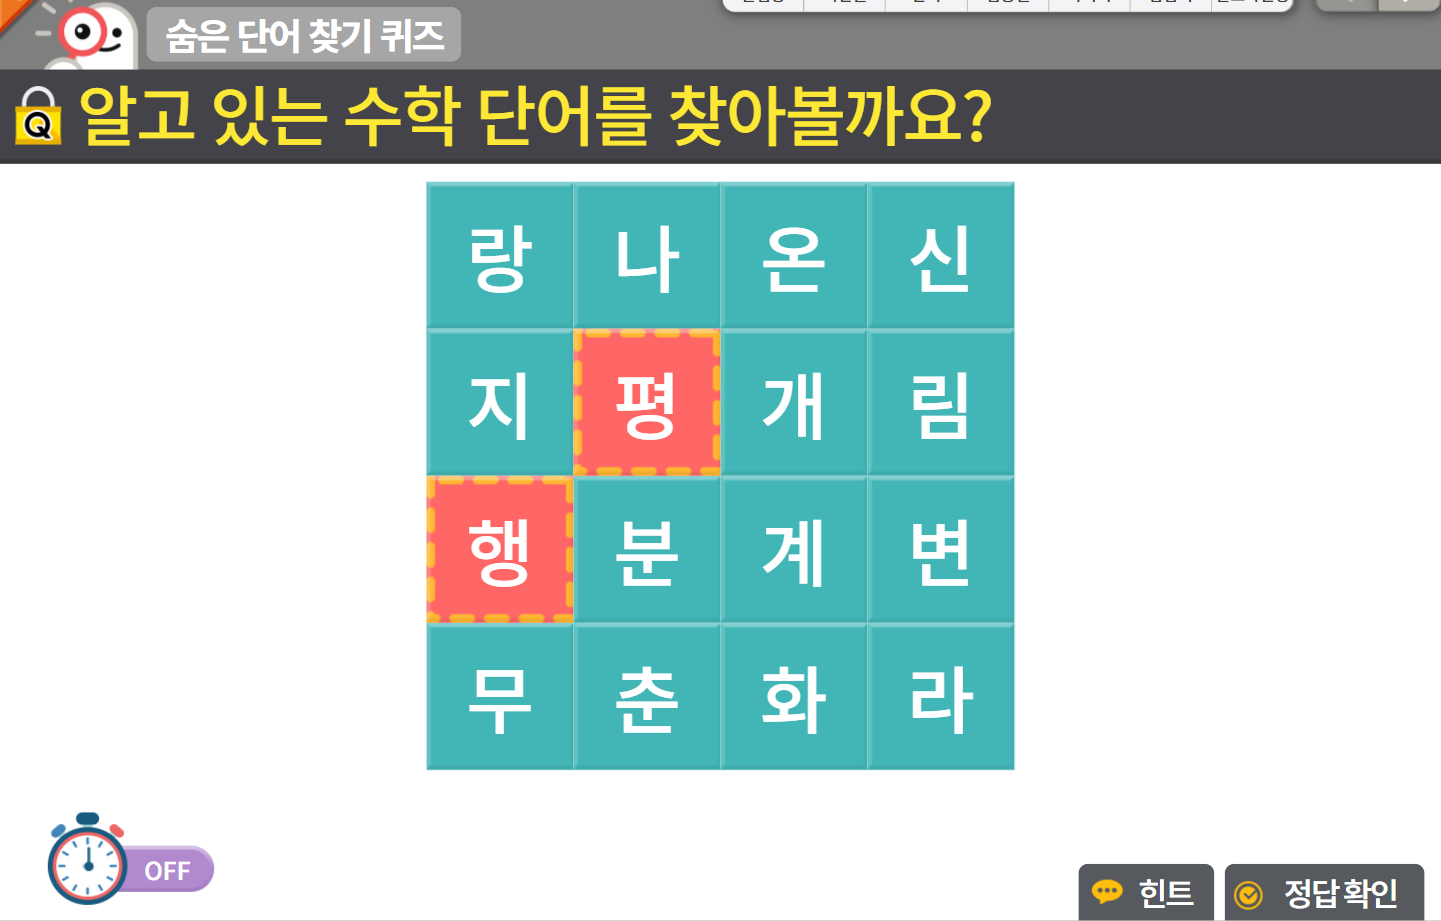 숨은 단어 찾기 퀴즈
Q 알고 있는 수학 단어를 찾아볼까요?
랑 나 온 신
지 평 개 림
행 분 계 변
무 춘 화 라
OFF
힌트 정답 확인